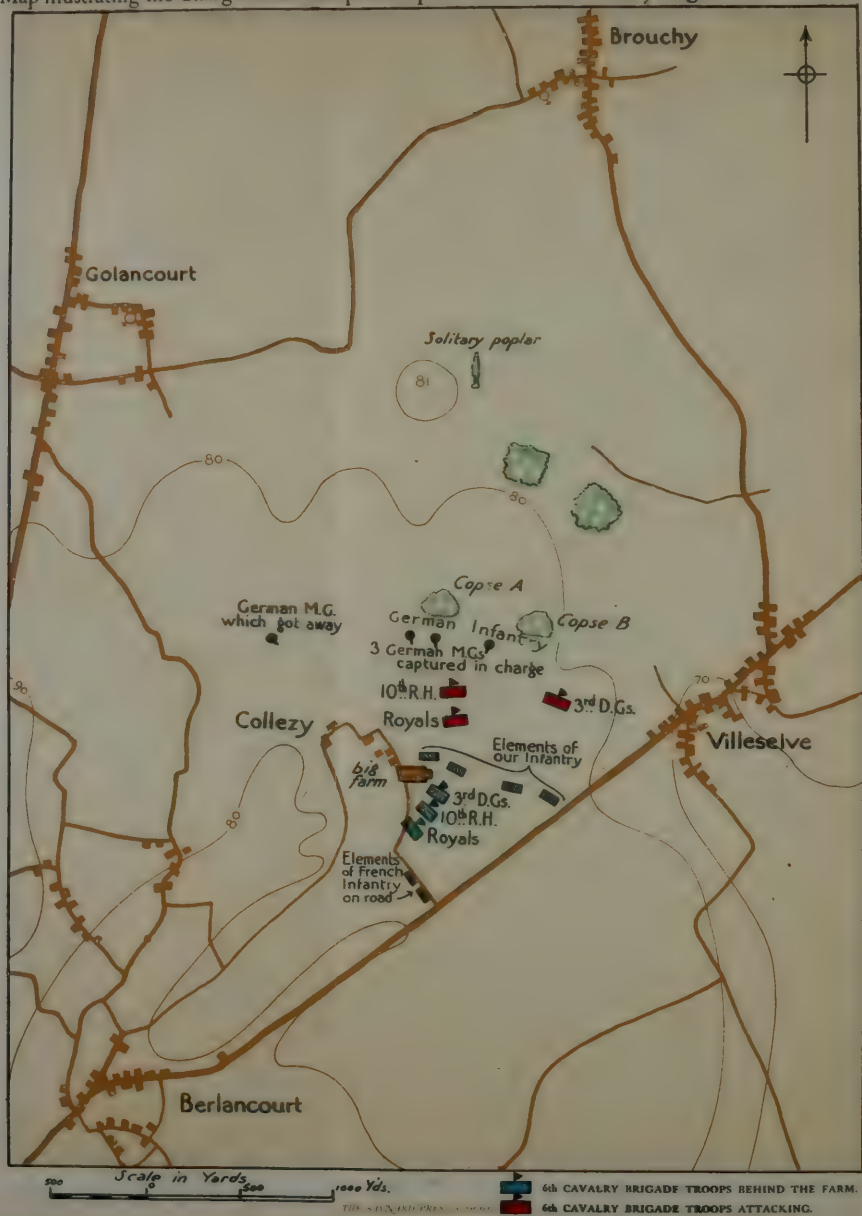 Map illustrating the
Brouchy
Golancourt
Solitary poplar
81
80
80
Copse A
German M.G.
which got away
German Infantry
Copse B
3 German M.Gs
captured in charge
90
10th R.H.
3rd D.Gs.
70
Royals
Collezy
Villeselve
Elements of
our Infantry
big
farm
80
3rd D.Gs.
10th R.H.
Royals
Elements
of French
Infantry
on road
Berlancourt
Scale in Yards
500 0 500 1000 Yds.
6th CAVALRY BRIGADE TROOPS BEHIND THE FARM.
6th CAVALRY BRIGADE TROOPS ATTACKING.